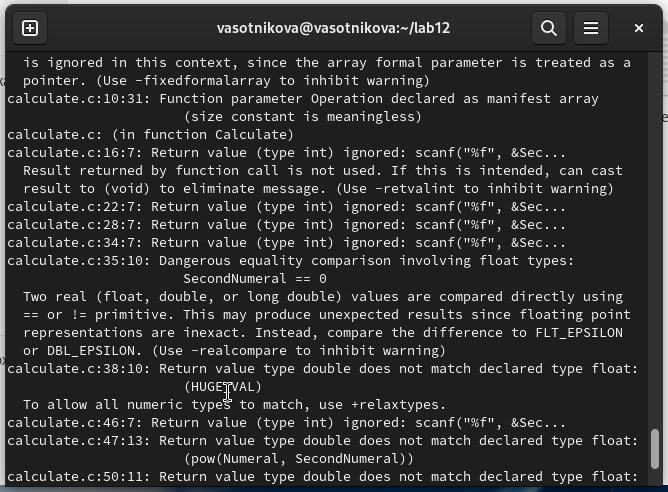 vasotnikova@vasotnikova:~/lab12
is ignored in this context, since the array formal parameter is treated as a
pointer. (Use -fixedformalarray to inhibit warning)
calculate.c:10:31: Function parameter Operation declared as manifest array
(size constant is meaningless)
calculate.c: (in function Calculate)
calculate.c:16:7: Return value (type int) ignored: scanf("%f", &Sec...
Result returned by function call is not used. If this is intended, can cast
result to (void) to eliminate message. (Use -retvalint to inhibit warning)
calculate.c:22:7: Return value (type int) ignored: scanf("%f", &Sec...
calculate.c:28:7: Return value (type int) ignored: scanf("%f", &Sec...
calculate.c:34:7: Return value (type int) ignored: scanf("%f", &Sec...
calculate.c:35:10: Dangerous equality comparison involving float types:
SecondNumeral == 0
Two real (float, double, or long double) values are compared directly using
== or != primitive. This may produce unexpected results since floating point
representations are inexact. Instead, compare the difference to FLT_EPSILON
or DBL_EPSILON. (Use -realcompare to inhibit warning)
calculate.c:38:10: Return value type double does not match declared type float:
(HUGE_VAL)
To allow all numeric types to match, use +relaxtypes.
calculate.c:46:7: Return value (type int) ignored: scanf("%f", &Sec...
calculate.c:47:13: Return value type double does not match declared type float:
(pow(Numeral, SecondNumeral))
calculate.c:50:11: Return value type double does not match declared type float: